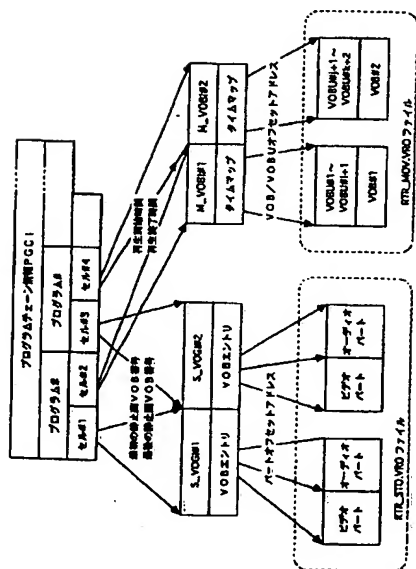 プログラムチェーン情報PGCI
プログラム# プログラム#
セル#1 セル#2 セル#3 セル#4
最初の静止画VOB番号
最後の静止画VOB番号
再生開始時刻
再生終了時刻
S_VOGI#1 S_VOGI#2
VOBエントリ VOBエントリ
M_VOBI#1 M_VOBI#2
タイムマップ タイムマップ
パートオフセットアドレス
VOB/VOBUオフセットアドレス
ビデオパート オーディオパート ビデオパート オーディオパート
VOBU#1~VOBU#i+1 VOBU#j+1~VOBU#k+2
VOB#1 VOB#2
RTR_STO.VROファイル
RTR_MOV.VROファイル